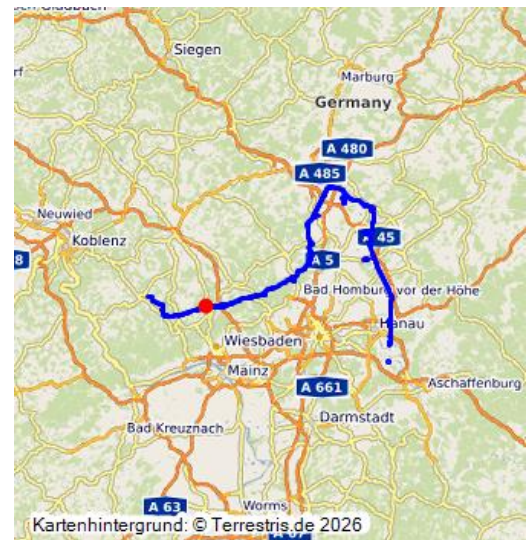 Siegen
Marburg
Germany
A 480
A 485
Neuwied
Koblenz
8
A 45
A 5
Bad Homburg vor der Höhe
Hanau
Wiesbaden
Mainz
A 661
Aschaffenburg
Darmstadt
Bad Kreuznach
A 63
Worms
Kartenhintergrund: © Terrestris.de 2026